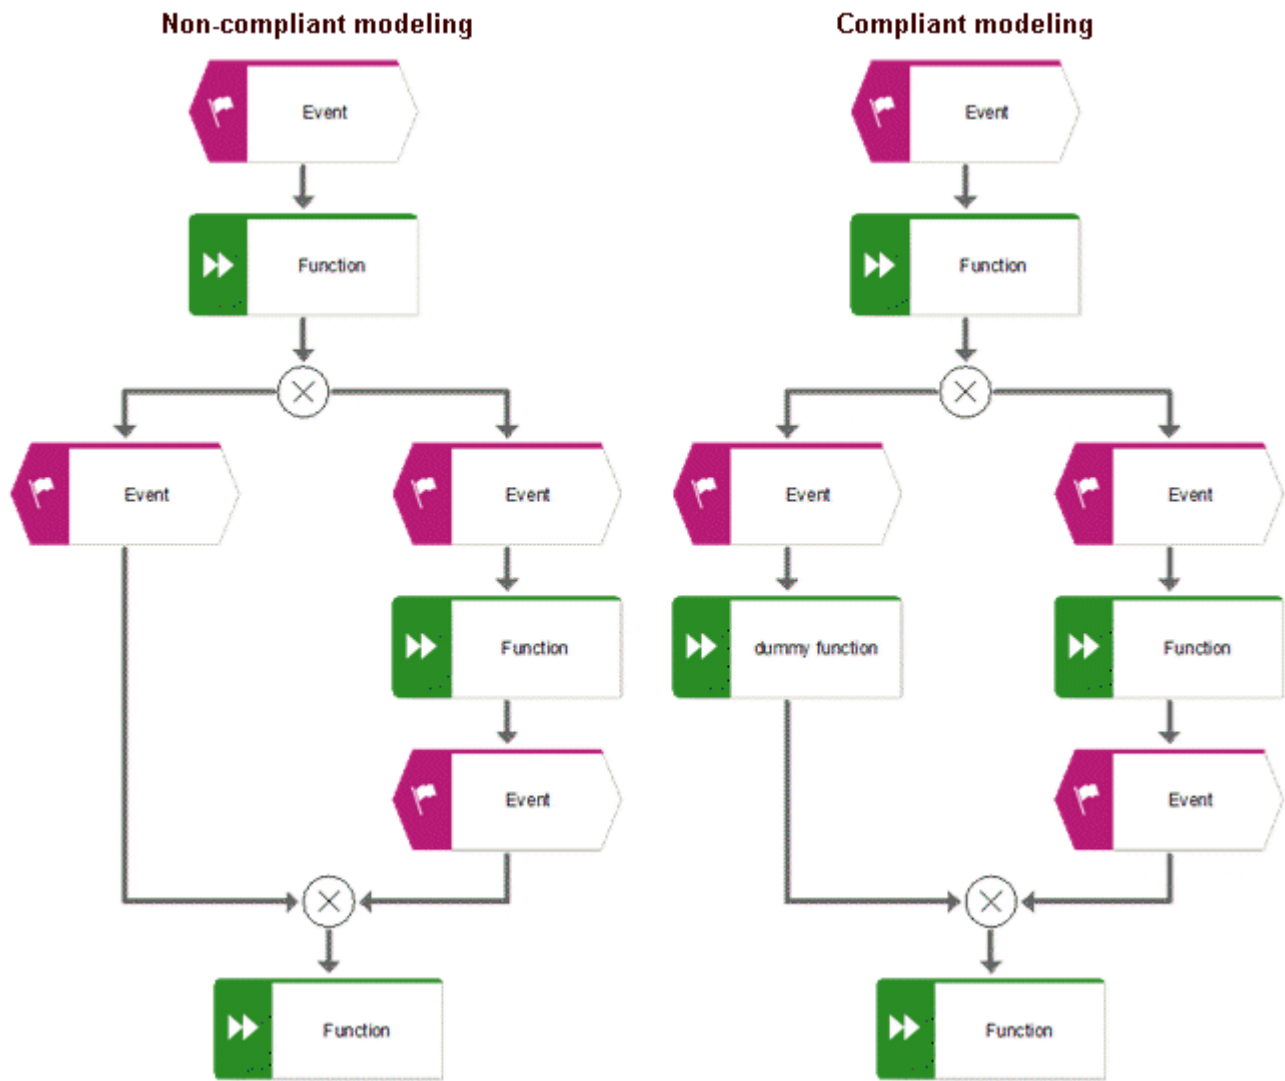 Non-compliant modeling
Compliant modeling
Event
Event
Function
Function
Event
Event
Event
Event
Function
dummy function
Function
Event
Event
Function
Function